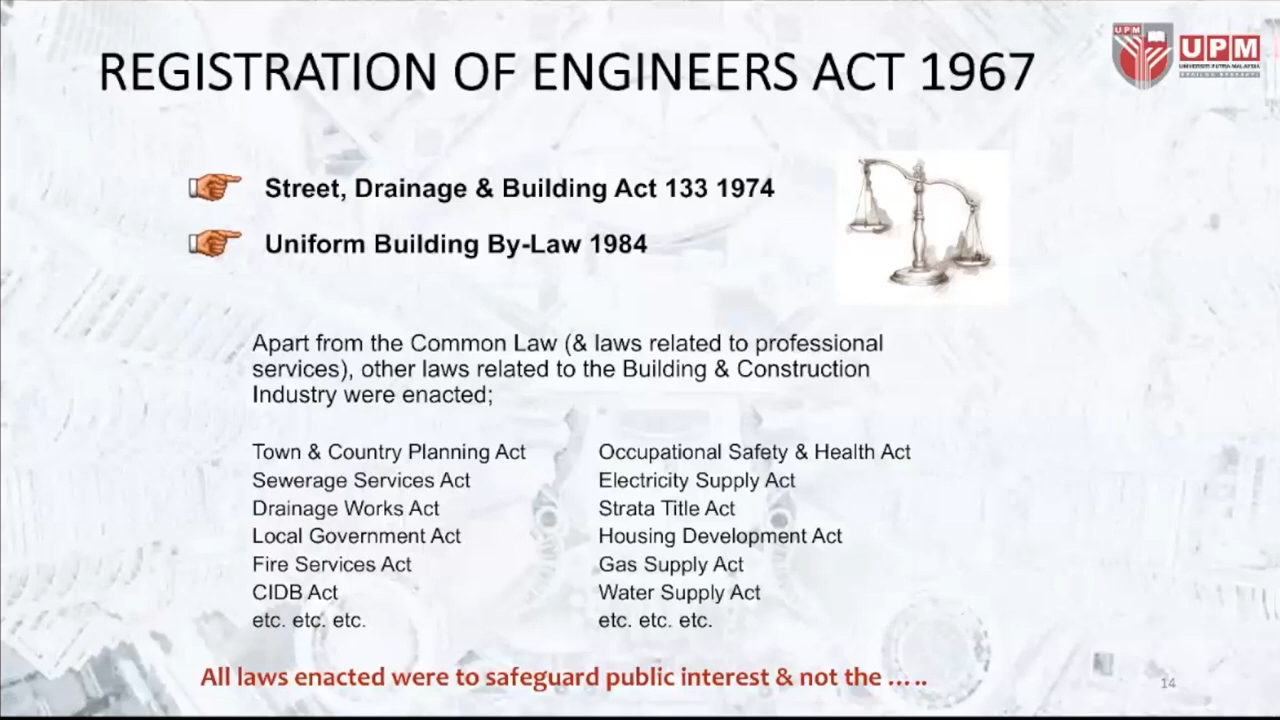 REGISTRATION OF ENGINEERS ACT 1967
UPM
UPM
UNIVERSITI PUTRA MALAYSIA
Street, Drainage & Building Act 133 1974
Uniform Building By-Law 1984
Apart from the Common Law (& laws related to professional
services), other laws related to the Building & Construction
Industry were enacted;
Town & Country Planning Act
Sewerage Services Act
Drainage Works Act
Local Government Act
Fire Services Act
CIDB Act
etc. etc. etc.
Occupational Safety & Health Act
Electricity Supply Act
Strata Title Act
Housing Development Act
Gas Supply Act
Water Supply Act
etc. etc. etc.
All laws enacted were to safeguard public interest & not the …..
14